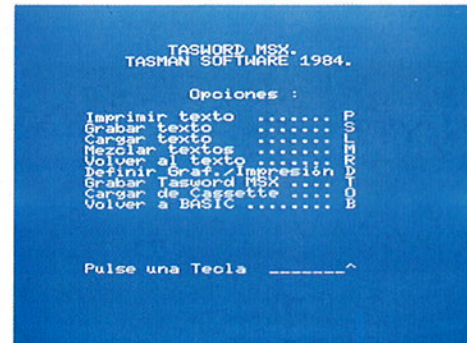 TASWORD MSX.
TASMAN SOFTWARE 1984.
Opciones :
Imprimir texto ....... P
Grabar texto ....... S
Cargar texto ....... L
Mezclar textos ....... M
Volver al texto ....... R
Definir Graf./Impresión D
Grabar Tasword MSX .... T
Cargar de Cassette .... O
Volver a BASIC ........ B
Pulse una Tecla _______^